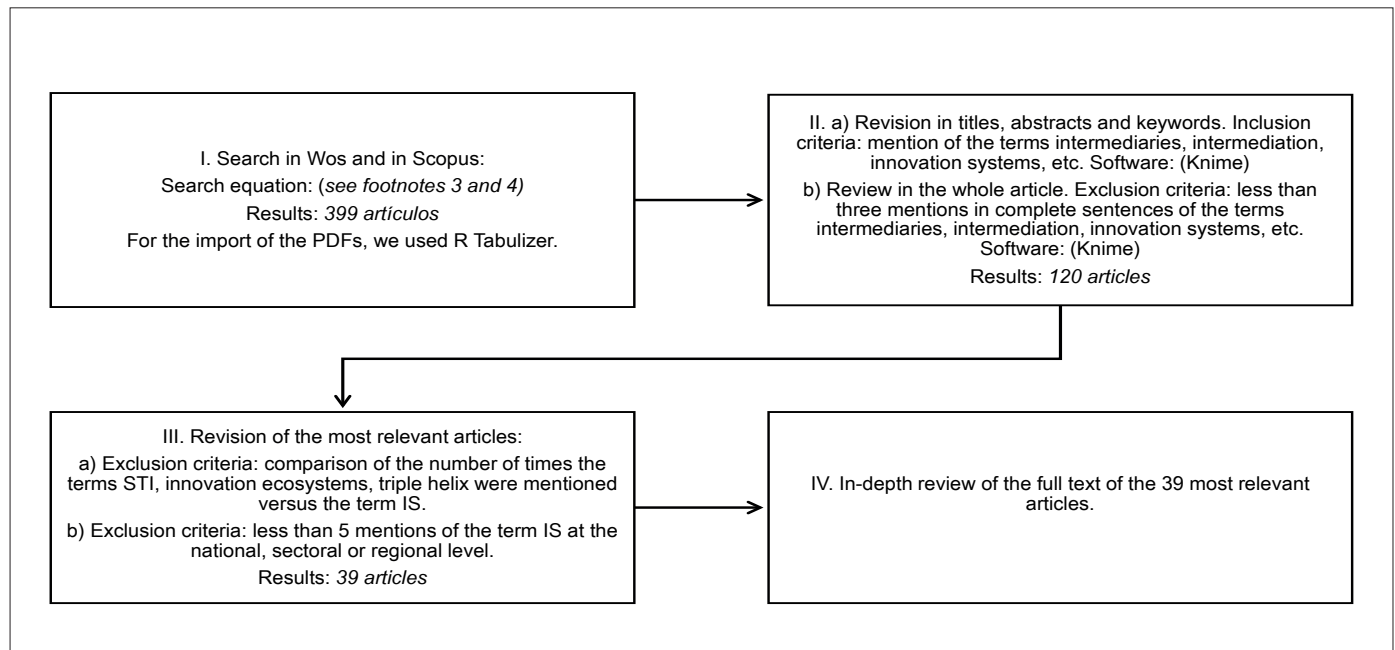 I. Search in Wos and in Scopus:
Search equation: (see footnotes 3 and 4)
Results: 399 artículos
For the import of the PDFs, we used R Tabulizer.
II. a) Revision in titles, abstracts and keywords. Inclusion
criteria: mention of the terms intermediaries, intermediation,
innovation systems, etc. Software: (Knime)
b) Review in the whole article. Exclusion criteria: less than
three mentions in complete sentences of the terms
intermediaries, intermediation, innovation systems, etc.
Software: (Knime)
Results: 120 articles
III. Revision of the most relevant articles:
a) Exclusion criteria: comparison of the number of times the
terms STI, innovation ecosystems, triple helix were mentioned
versus the term IS.
b) Exclusion criteria: less than 5 mentions of the term IS at the
national, sectoral or regional level.
Results: 39 articles
IV. In-depth review of the full text of the 39 most relevant
articles.